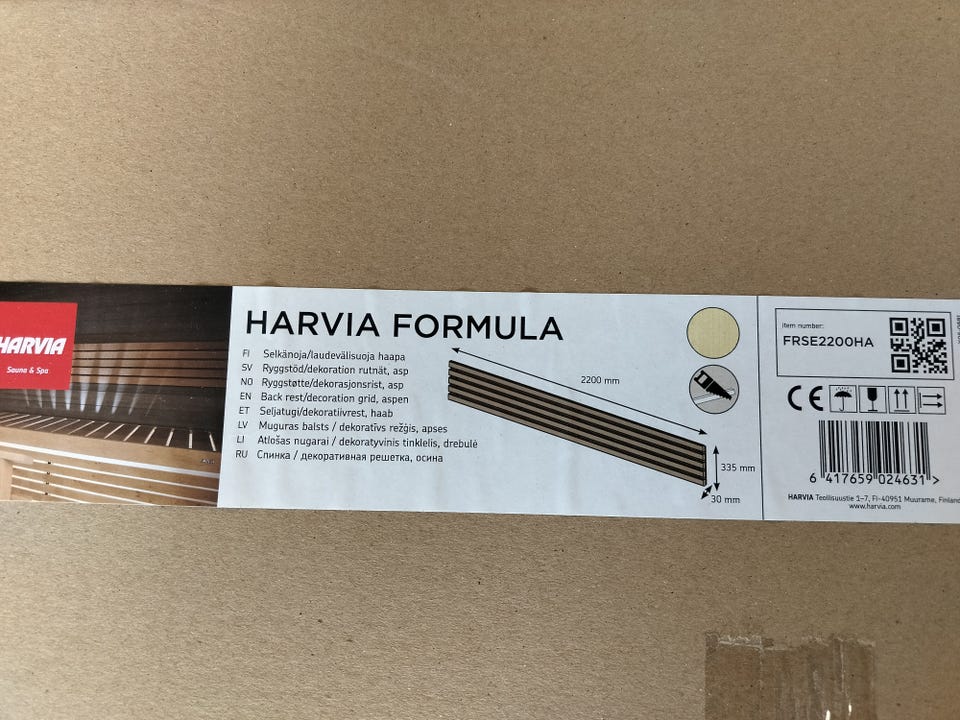 HARVIA
Sauna & Spa
HARVIA FORMULA
FI Selkänoja/laudevälisuoja haapa
SV Ryggstöd/dekoration rutnät, asp
NO Ryggstøtte/dekorasjonsrist, asp
EN Back rest/decoration grid, aspen
ET Seljatugi/dekoratiivrest, haab
LV Muguras balsts / dekoratīvs režģis, apses
LI Atlošas nugarai / dekoratyvinis tinklelis, drebulė
RU Спинка / декоративная решетка, осина
2200 mm
335 mm
30 mm
Item number:
FRSE2200HA
CE
6 417659 024631 >
HARVIA Teollisuustie 1-7, FI-40951 Muurame, Finland
www.harvia.com